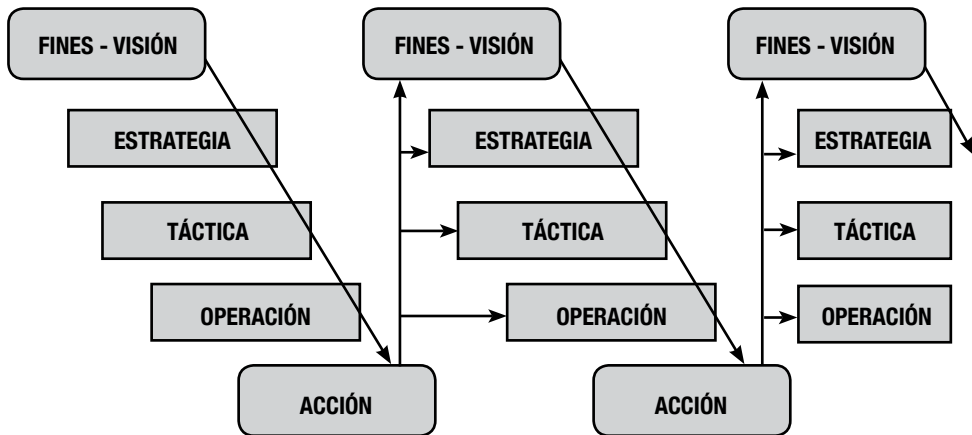 FINES - VISIÓN
FINES - VISIÓN
FINES - VISIÓN
ESTRATEGIA
ESTRATEGIA
ESTRATEGIA
TÁCTICA
TÁCTICA
TÁCTICA
OPERACIÓN
OPERACIÓN
OPERACIÓN
ACCIÓN
ACCIÓN